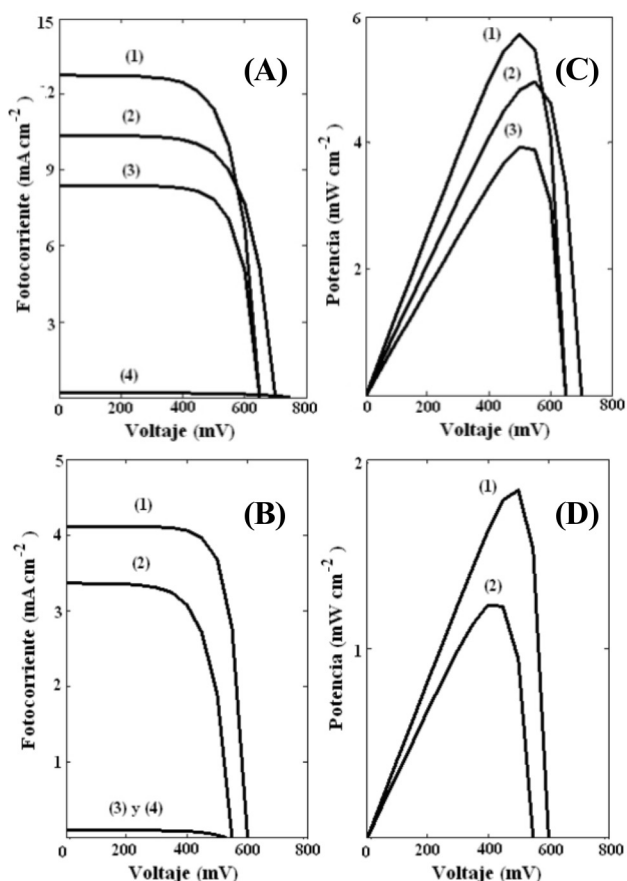 15
12
9
6
3
Fotocorriente (mA cm⁻²)
(1)
(2)
(3)
(4)
(A)
0 200 400 600 800
Voltaje (mV)
6
4
2
Potencia (mW cm⁻²)
(1)
(2)
(3)
(C)
0 200 400 600 800
Voltaje (mV)
5
4
3
2
1
Fotocorriente (mA cm⁻²)
(1)
(2)
(3) y (4)
(B)
0 200 400 600 800
Voltaje (mV)
2
1
Potencia (mW cm⁻²)
(1)
(2)
(D)
0 200 400 600 800
Voltaje (mV)